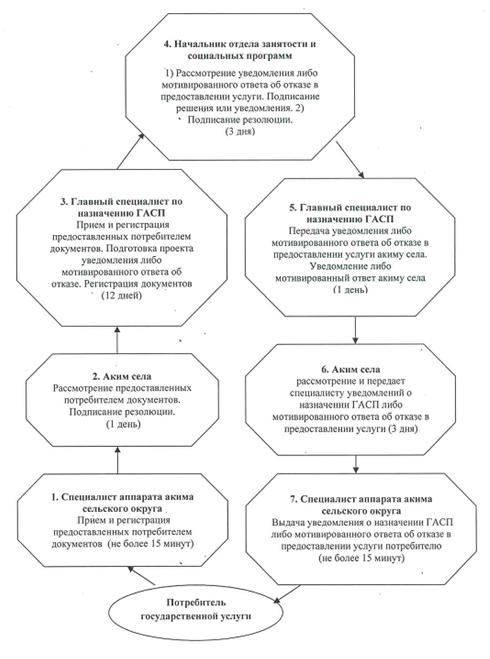 4. Начальник отдела занятости и
социальных программ
1) Рассмотрение уведомления либо
мотивированного ответа об отказе в
предоставлении услуги. Подписание
решения или уведомления. 2)
Подписание резолюции.
(3 дня)
3. Главный специалист по
назначению ГАСП
Прием и регистрация
предоставленных потребителем
документов. Подготовка проекта
уведомления либо
мотивированного ответа об
отказе. Регистрация документов
(12 дней)
5. Главный специалист по
назначению ГАСП
Передача уведомления либо
мотивированного ответа об отказе в
предоставлении услуги акиму села.
Уведомление либо
мотивированный ответ акиму села
(1 день)
2. Аким села
Рассмотрение предоставленных
потребителем документов.
Подписание резолюции.
(1 день)
6. Аким села
рассмотрение и передает
специалисту уведомлений о
назначении ГАСП либо
мотивированного ответа об отказе в
предоставлении услуги (3 дня)
1. Специалист аппарата акима
сельского округа
Прием и регистрация
предоставленных потребителем
документов (не более 15 минут)
7. Специалист аппарата акима
сельского округа
Выдача уведомления о назначении ГАСП
либо мотивированного ответа об отказе в
предоставлении услуги потребителю
(не более 15 минут)
Потребитель
государственной услуги